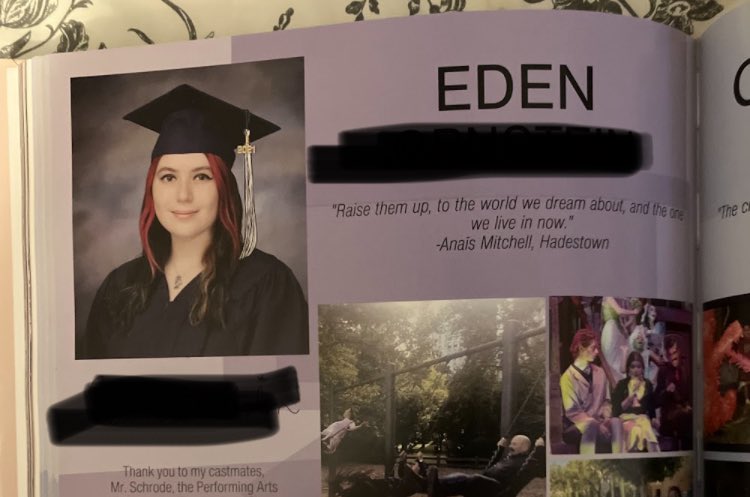 EDEN
"Raise them up, to the world we dream about, and the one
we live in now."
-Anaïs Mitchell, Hadestown
"The
Thank you to my castmates,
Mr. Schrode, the Performing Arts